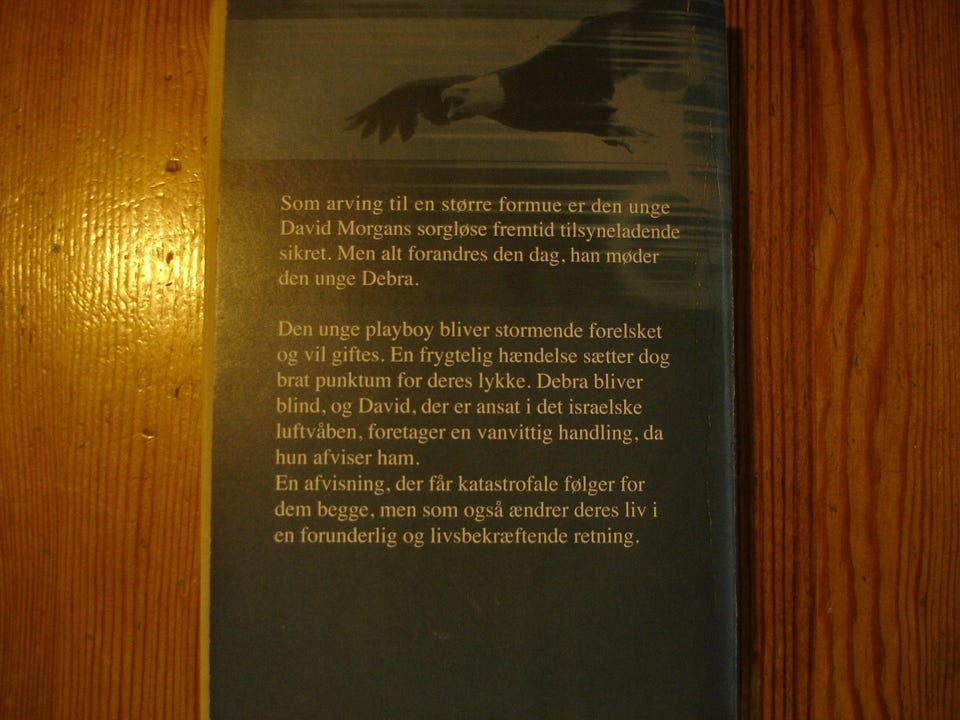 Som arving til en større formue er den unge
David Morgans sorgløse fremtid tilsyneladende
sikret. Men alt forandres den dag, han møder
den unge Debra.
Den unge playboy bliver stormende forelsket
og vil giftes. En frygtelig hændelse sætter dog
brat punktum for deres lykke. Debra bliver
blind, og David, der er ansat i det israelske
luftvåben, foretager en vanvittig handling, da
hun afviser ham.
En afvisning, der får katastrofale følger for
dem begge, men som også ændrer deres liv i
en forunderlig og livsbekræftende retning.